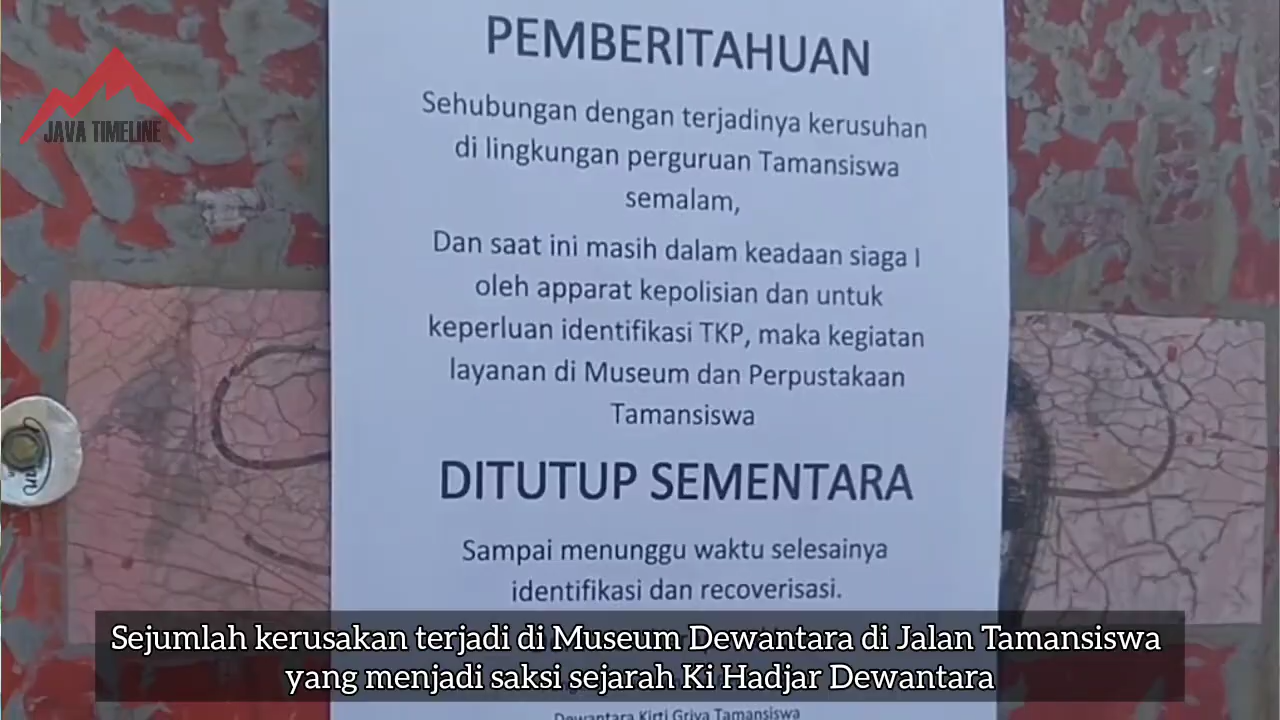 JAVA TIMELINE
PEMBERITAHUAN
Sehubungan dengan terjadinya kerusuhan
di lingkungan perguruan Tamansiswa
semalam,
Dan saat ini masih dalam keadaan siaga I
oleh apparat kepolisian dan untuk
keperluan identifikasi TKP, maka kegiatan
layanan di Museum dan Perpustakaan
Tamansiswa
DITUTUP SEMENTARA
Sampai menunggu waktu selesainya
identifikasi dan recoverisasi.
Sejumlah kerusakan terjadi di Museum Dewantara di Jalan Tamansiswa
yang menjadi saksi sejarah Ki Hadjar Dewantara
Dewantara Kirti Griya Tamansiswa